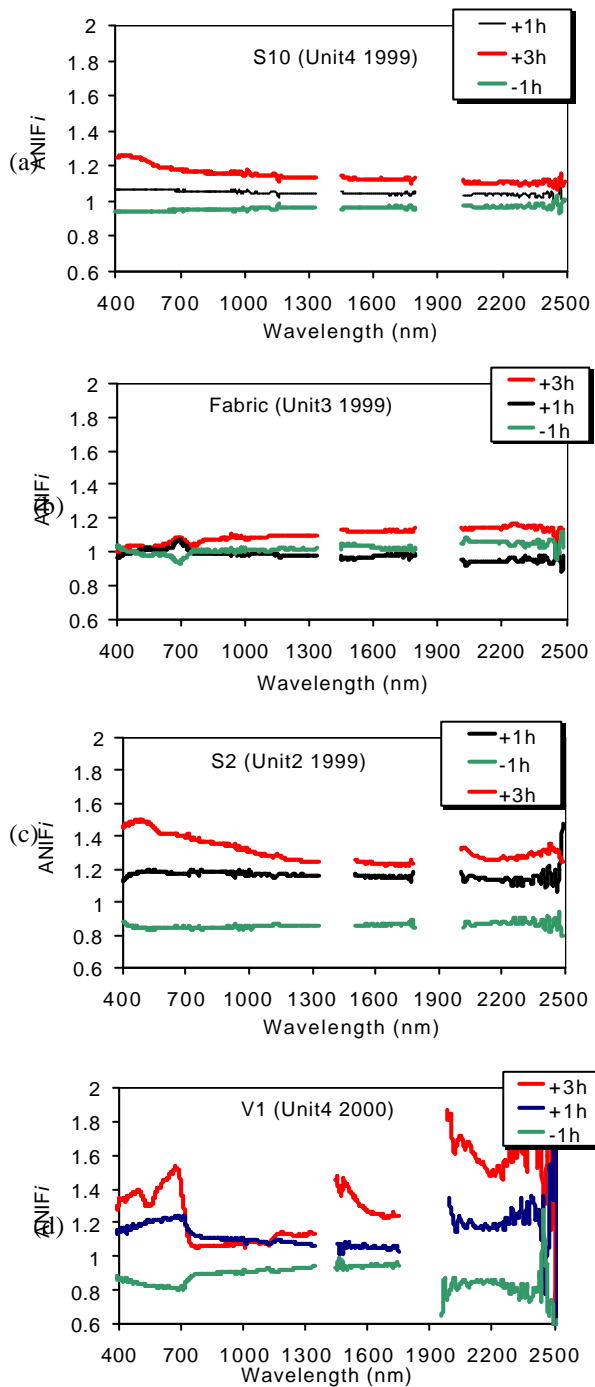 S10 (Unit4 1999)
+1h
+3h
-1h
(a)
ANIFi
2
1.8
1.6
1.4
1.2
1
0.8
0.6
400 700 1000 1300 1600 1900 2200 2500
Wavelength (nm)
Fabric (Unit3 1999)
+3h
+1h
-1h
(b)
ANIFi
2
1.8
1.6
1.4
1.2
1
0.8
0.6
400 700 1000 1300 1600 1900 2200 2500
Wavelength (nm)
S2 (Unit2 1999)
+1h
-1h
+3h
(c)
ANIFi
2
1.8
1.6
1.4
1.2
1
0.8
0.6
400 700 1000 1300 1600 1900 2200 2500
Wavelength (nm)
V1 (Unit4 2000)
+3h
+1h
-1h
(d)
ANIFi
2
1.8
1.6
1.4
1.2
1
0.8
0.6
400 700 1000 1300 1600 1900 2200 2500
Wavelength (nm)